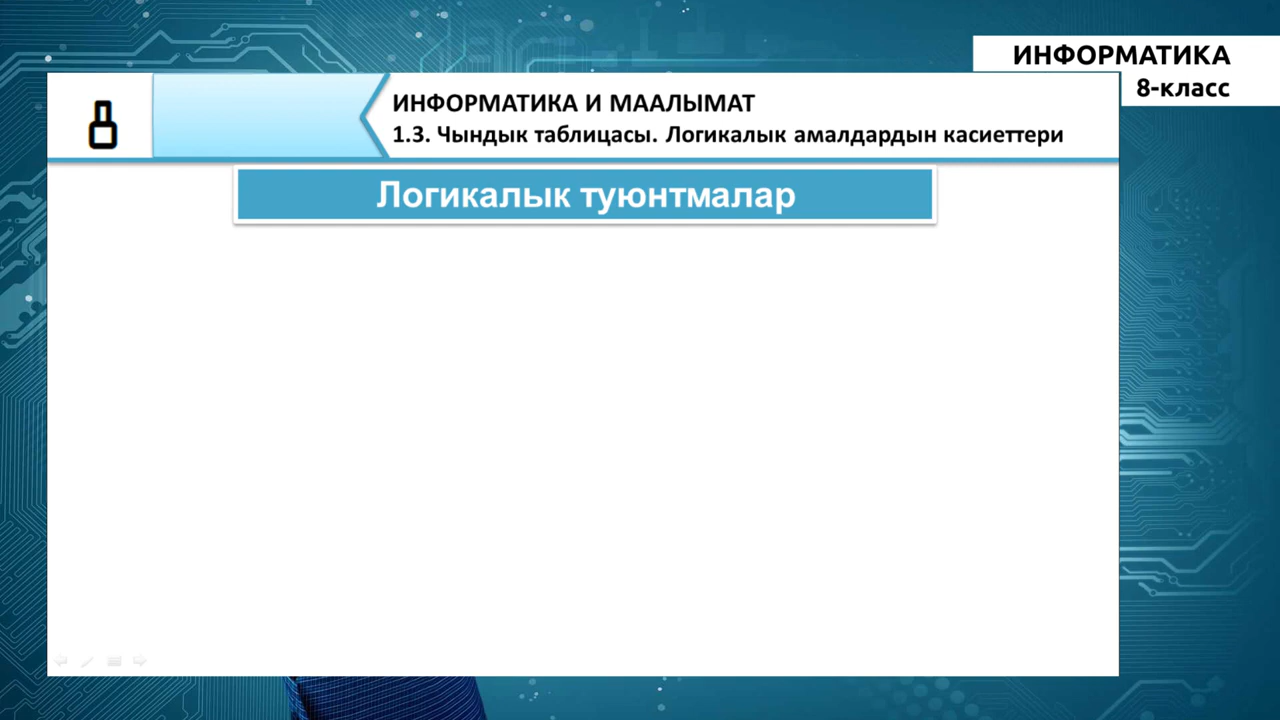 ИНФОРМАТИКА
8-класс
8
ИНФОРМАТИКА И МААЛЫМАТ
1.3. Чындык таблицасы. Логикалык амалдардын касиеттери
Логикалык туюнтмалар